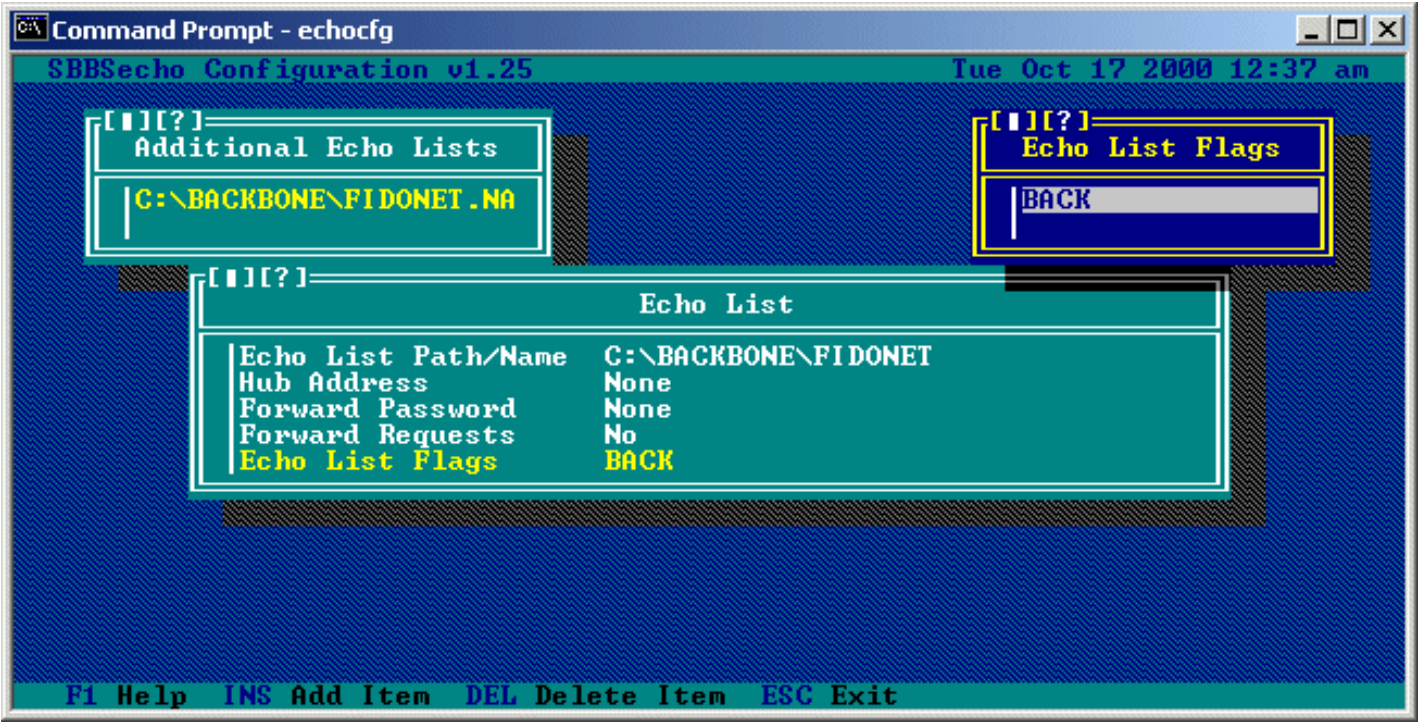 Command Prompt - echocfg
SBBSecho Configuration v1.25 Tue Oct 17 2000 12:37 am
[▮][?]
Additional Echo Lists
C:\BACKBONE\FIDONET.NA
[▮][?]
Echo List Flags
BACK
[▮][?]
Echo List
Echo List Path/Name C:\BACKBONE\FIDONET
Hub Address None
Forward Password None
Forward Requests No
Echo List Flags BACK
F1 Help INS Add Item DEL Delete Item ESC Exit